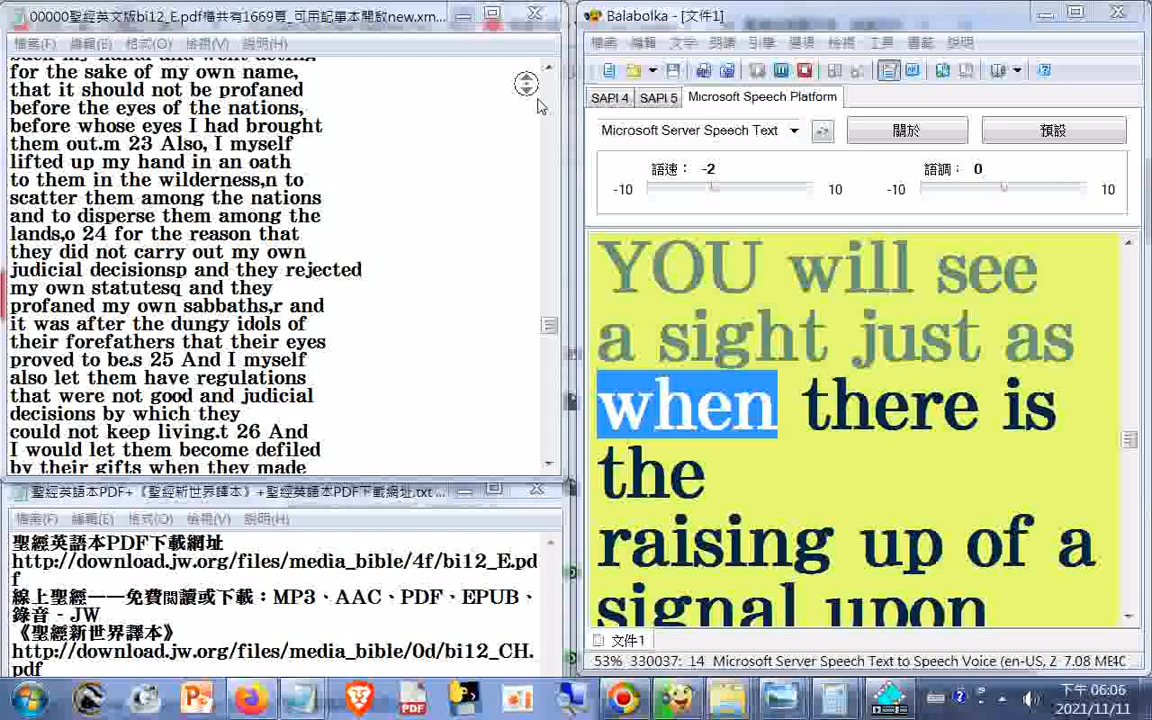 00000聖經英文版bi12_E.pdf檔共有1669頁_可用記事本開啟new.xm...
檔案(F) 編輯(E) 格式(O) 檢視(V) 說明(H)
for the sake of my own name,
that it should not be profaned
before the eyes of the nations,
before whose eyes I had brought
them out.m 23 Also, I myself
lifted up my hand in an oath
to them in the wilderness,n to
scatter them among the nations
and to disperse them among the
lands,o 24 for the reason that
they did not carry out my own
judicial decisionsp and they rejected
my own statutesq and they
profaned my own sabbaths,r and
it was after the dungy idols of
their forefathers that their eyes
proved to be.s 25 And I myself
also let them have regulations
that were not good and judicial
decisions by which they
could not keep living.t 26 And
I would let them become defiled
by their gifts when they made
聖經英語本PDF+《聖經新世界譯本》+聖經英語本PDF下載網址.txt ...
檔案(F) 編輯(E) 格式(O) 檢視(V) 說明(H)
聖經英語本PDF下載網址
http://download.jw.org/files/media_bible/4f/bi12_E.pd
f
線上聖經——免費閱讀或下載：MP3、AAC、PDF、EPUB、
錄音 - JW
《聖經新世界譯本》
http://download.jw.org/files/media_bible/0d/bi12_CH.
pdf
Balabolka - [文件1]
檔案 編輯 文字 朗讀 引擎 選項 檢視 工具 書籤 說明
SAPI 4 SAPI 5 Microsoft Speech Platform
Microsoft Server Speech Text 關於 預設
語速： -2 語調： 0
-10 10 -10 10
YOU will see
a sight just as
when there is
the
raising up of a
signal upon
文件1
53% 330037: 14 Microsoft Server Speech Text to Speech Voice (en-US, Z 7.08 ME
下午 06:06
2021/11/11